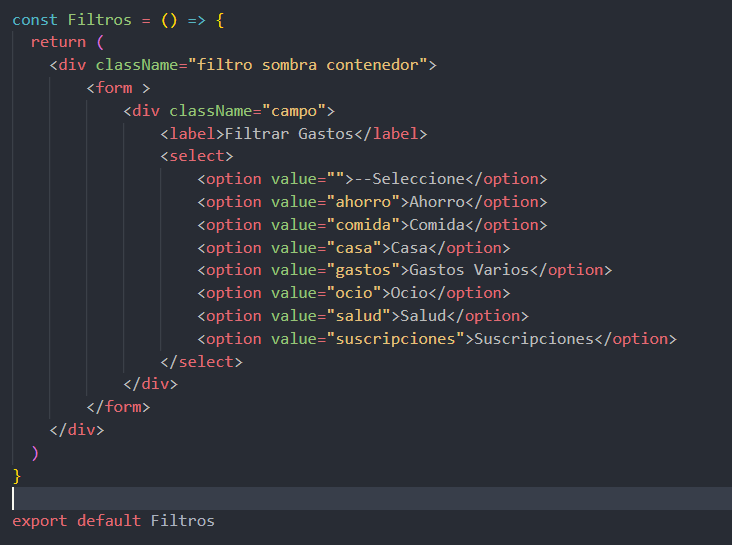 const Filtros = () => {
  return (
    <div className="filtro sombra contenedor">
        <form >
            <div className="campo">
                <label>Filtrar Gastos</label>
                <select>
                    <option value="">--Seleccione</option>
                    <option value="ahorro">Ahorro</option>
                    <option value="comida">Comida</option>
                    <option value="casa">Casa</option>
                    <option value="gastos">Gastos Varios</option>
                    <option value="ocio">Ocio</option>
                    <option value="salud">Salud</option>
                    <option value="suscripciones">Suscripciones</option>
                </select>
            </div>
        </form>
    </div>
  )
}

export default Filtros